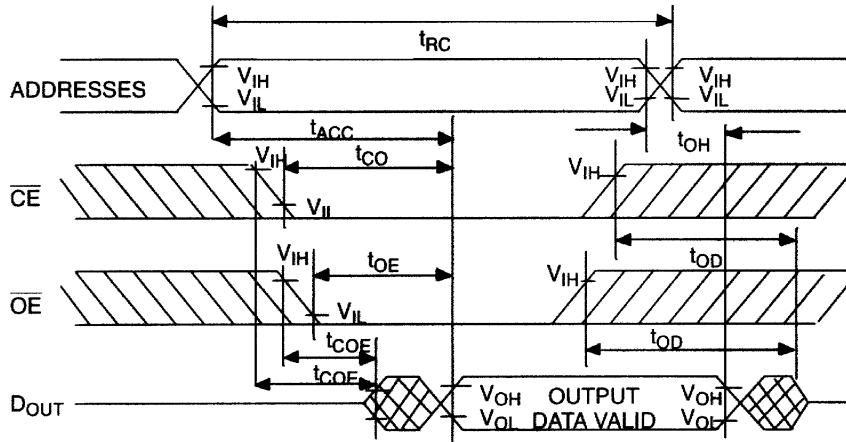 tRC
ADDRESSES
VIH
VIL
VIH
VIL
VIH
VIL
tACC
tOH
tCO
CE
VIH
VIL
VIH
tOD
OE
VIH
VIL
tOE
VIH
tOD
tCOE
tCOE
DOUT
VOH
VOL
OUTPUT
DATA VALID
VOH
VOL